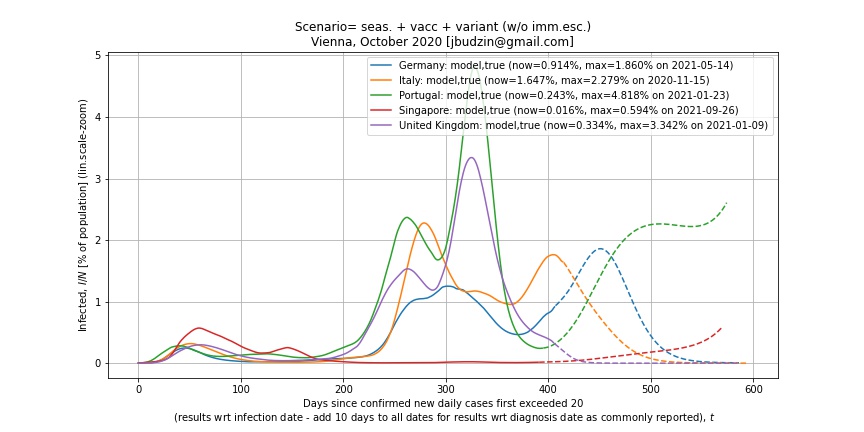 Scenario= seas. + vacc + variant (w/o imm.esc.)
Vienna, October 2020 [jbudzin@gmail.com]
Germany: model,true (now=0.914%, max=1.860% on 2021-05-14)
Italy: model,true (now=1.647%, max=2.279% on 2020-11-15)
Portugal: model,true (now=0.243%, max=4.818% on 2021-01-23)
Singapore: model,true (now=0.016%, max=0.594% on 2021-09-26)
United Kingdom: model,true (now=0.334%, max=3.342% on 2021-01-09)
Infected, I/N [% of population] (lin.scale-zoom)
5
4
3
2
1
0
0 100 200 300 400 500 600
Days since confirmed new daily cases first exceeded 20
(results wrt infection date - add 10 days to all dates for results wrt diagnosis date as commonly reported), t